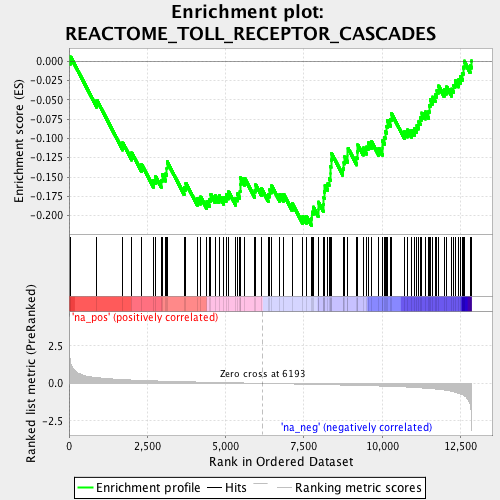 Enrichment plot:
REACTOME_TOLL_RECEPTOR_CASCADES
Enrichment score (ES)
0.000
-0.025
-0.050
-0.075
-0.100
-0.125
-0.150
-0.175
-0.200
Ranked list metric (PreRanked)
'na_pos' (positively correlated)
2.5
Zero cross at 6193
0.0
-2.5
'na_neg' (negatively correlated)
0
2,500
5,000
7,500
10,000
12,500
Rank in Ordered Dataset
Enrichment profile
Hits
Ranking metric scores